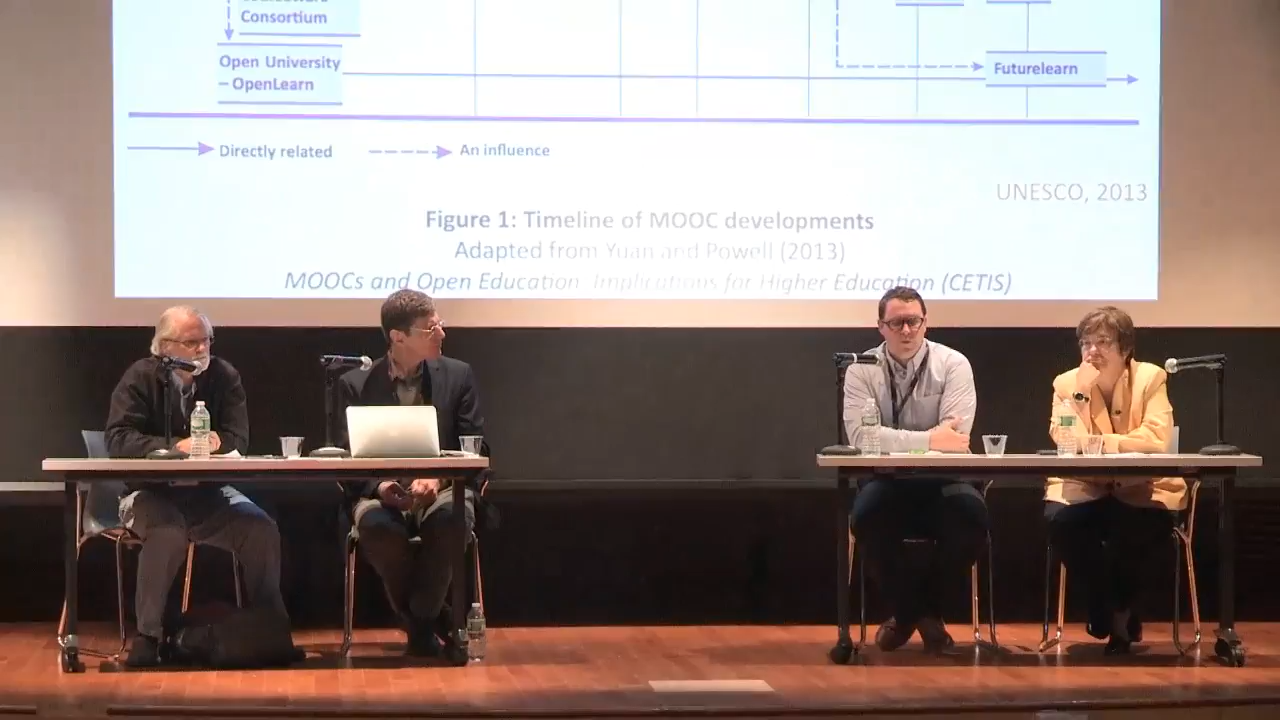 Consortium
Open University
– OpenLearn
Futurelearn
Directly related
An influence
UNESCO, 2013
Figure 1: Timeline of MOOC developments
Adapted from Yuan and Powell (2013)
MOOCs and Open Education Implications for Higher Education (CETIS)